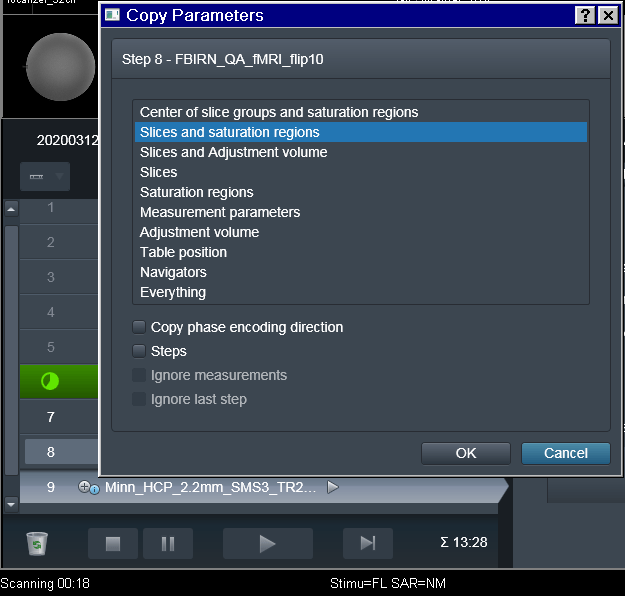 Copy Parameters
Step 8 - FBIRN_QA_fMRI_flip10
Center of slice groups and saturation regions
Slices and saturation regions
Slices and Adjustment volume
Slices
Saturation regions
Measurement parameters
Adjustment volume
Table position
Navigators
Everything
Copy phase encoding direction
Steps
Ignore measurements
Ignore last step
OK
Cancel
20200312
1
2
3
4
5
7
8
9 Minn_HCP_2.2mm_SMS3_TR2...
Σ 13:28
Scanning 00:18
Stimu=FL SAR=NM